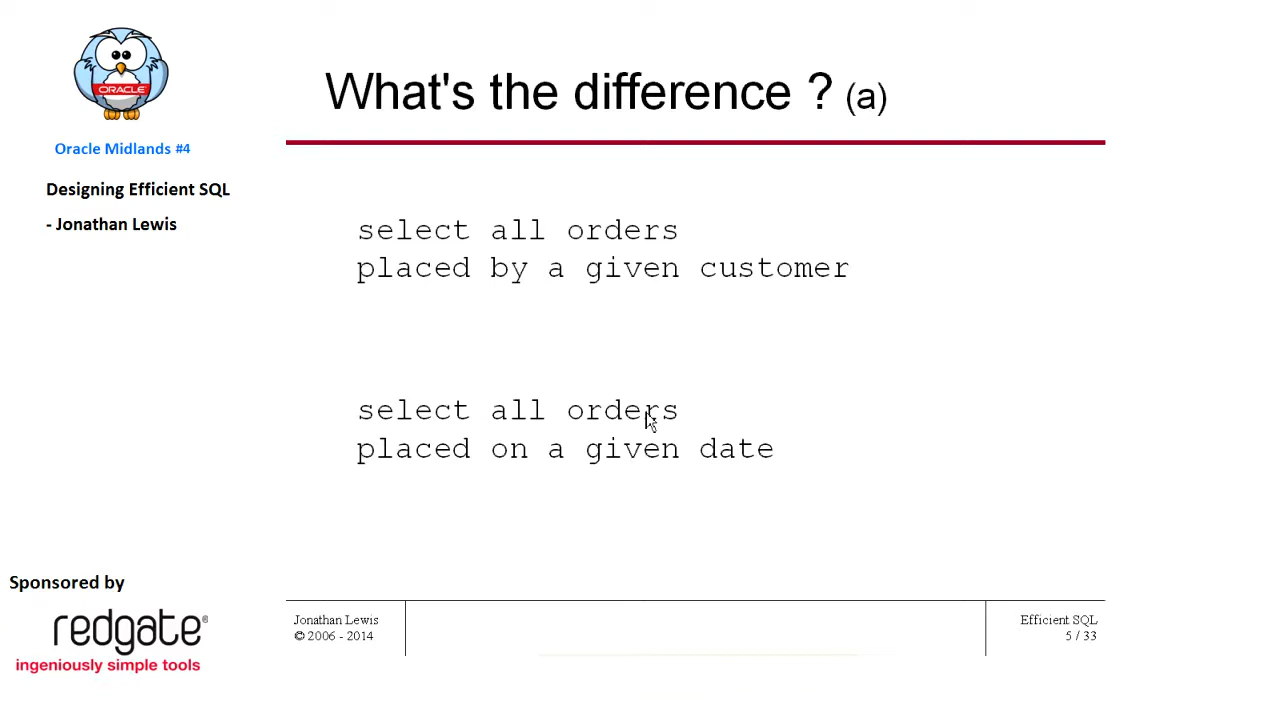 ORACLE
Oracle Midlands #4
Designing Efficient SQL
- Jonathan Lewis
What's the difference ? (a)
select all orders
placed by a given customer
select all orders
placed on a given date
Sponsored by
redgate®
ingeniously simple tools
Jonathan Lewis
© 2006 - 2014
Efficient SQL
5 / 33